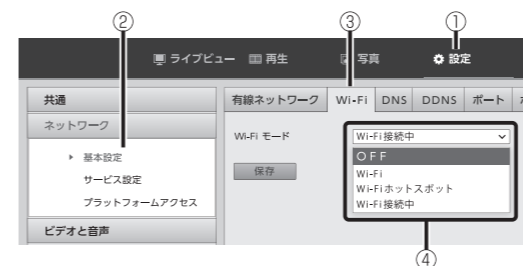 ② ③ ①
ライブビュー 再生 写真 設定
共通
ネットワーク
基本設定
サービス設定
プラットフォームアクセス
ビデオと音声
有線ネットワーク Wi-Fi DNS DDNS ポート
Wi-Fi モード Wi-Fi接続中
OFF
Wi-Fi
Wi-Fiホットスポット
Wi-Fi接続中
保存
④